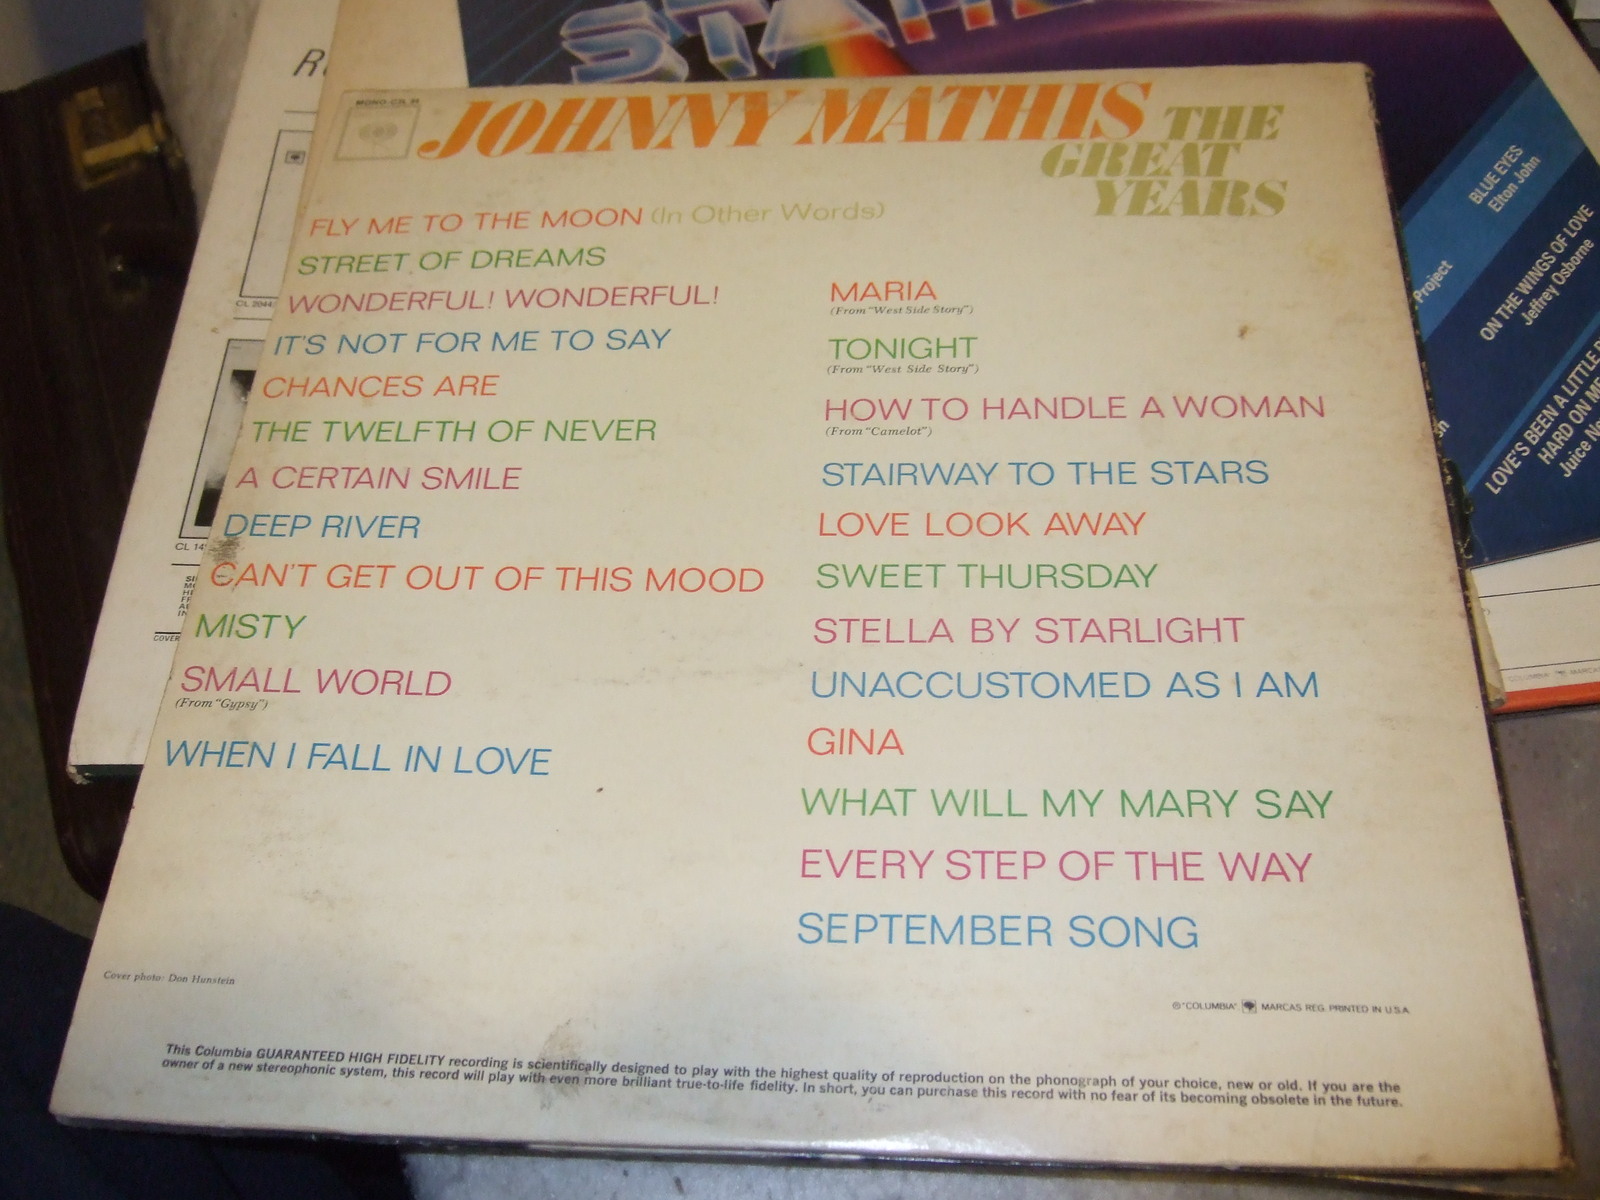 MONO-C2L 34
JOHNNY MATHIS THE
GREAT
YEARS
FLY ME TO THE MOON (In Other Words)
STREET OF DREAMS
WONDERFUL! WONDERFUL!
IT'S NOT FOR ME TO SAY
CHANCES ARE
THE TWELFTH OF NEVER
A CERTAIN SMILE
DEEP RIVER
CAN'T GET OUT OF THIS MOOD
MISTY
SMALL WORLD
(From "Gypsy")
WHEN I FALL IN LOVE
MARIA
(From "West Side Story")
TONIGHT
(From "West Side Story")
HOW TO HANDLE A WOMAN
(From "Camelot")
STAIRWAY TO THE STARS
LOVE LOOK AWAY
SWEET THURSDAY
STELLA BY STARLIGHT
UNACCUSTOMED AS I AM
GINA
WHAT WILL MY MARY SAY
EVERY STEP OF THE WAY
SEPTEMBER SONG
Cover photo: Don Hunstein
© "COLUMBIA" MARCAS REG. PRINTED IN U.S.A.
This Columbia GUARANTEED HIGH FIDELITY recording is scientifically designed to play with the highest quality of reproduction on the phonograph of your choice, new or old. If you are the
owner of a new stereophonic system, this record will play with even more brilliant true-to-life fidelity. In short, you can purchase this record with no fear of its becoming obsolete in the future.
CL 2044
CL 14
COVER
BLUE EYES
Elton John
Project
ON THE WINGS OF LOVE
Jeffrey Osborne
LOVE'S BEEN A LITTLE
HARD ON ME
Juice